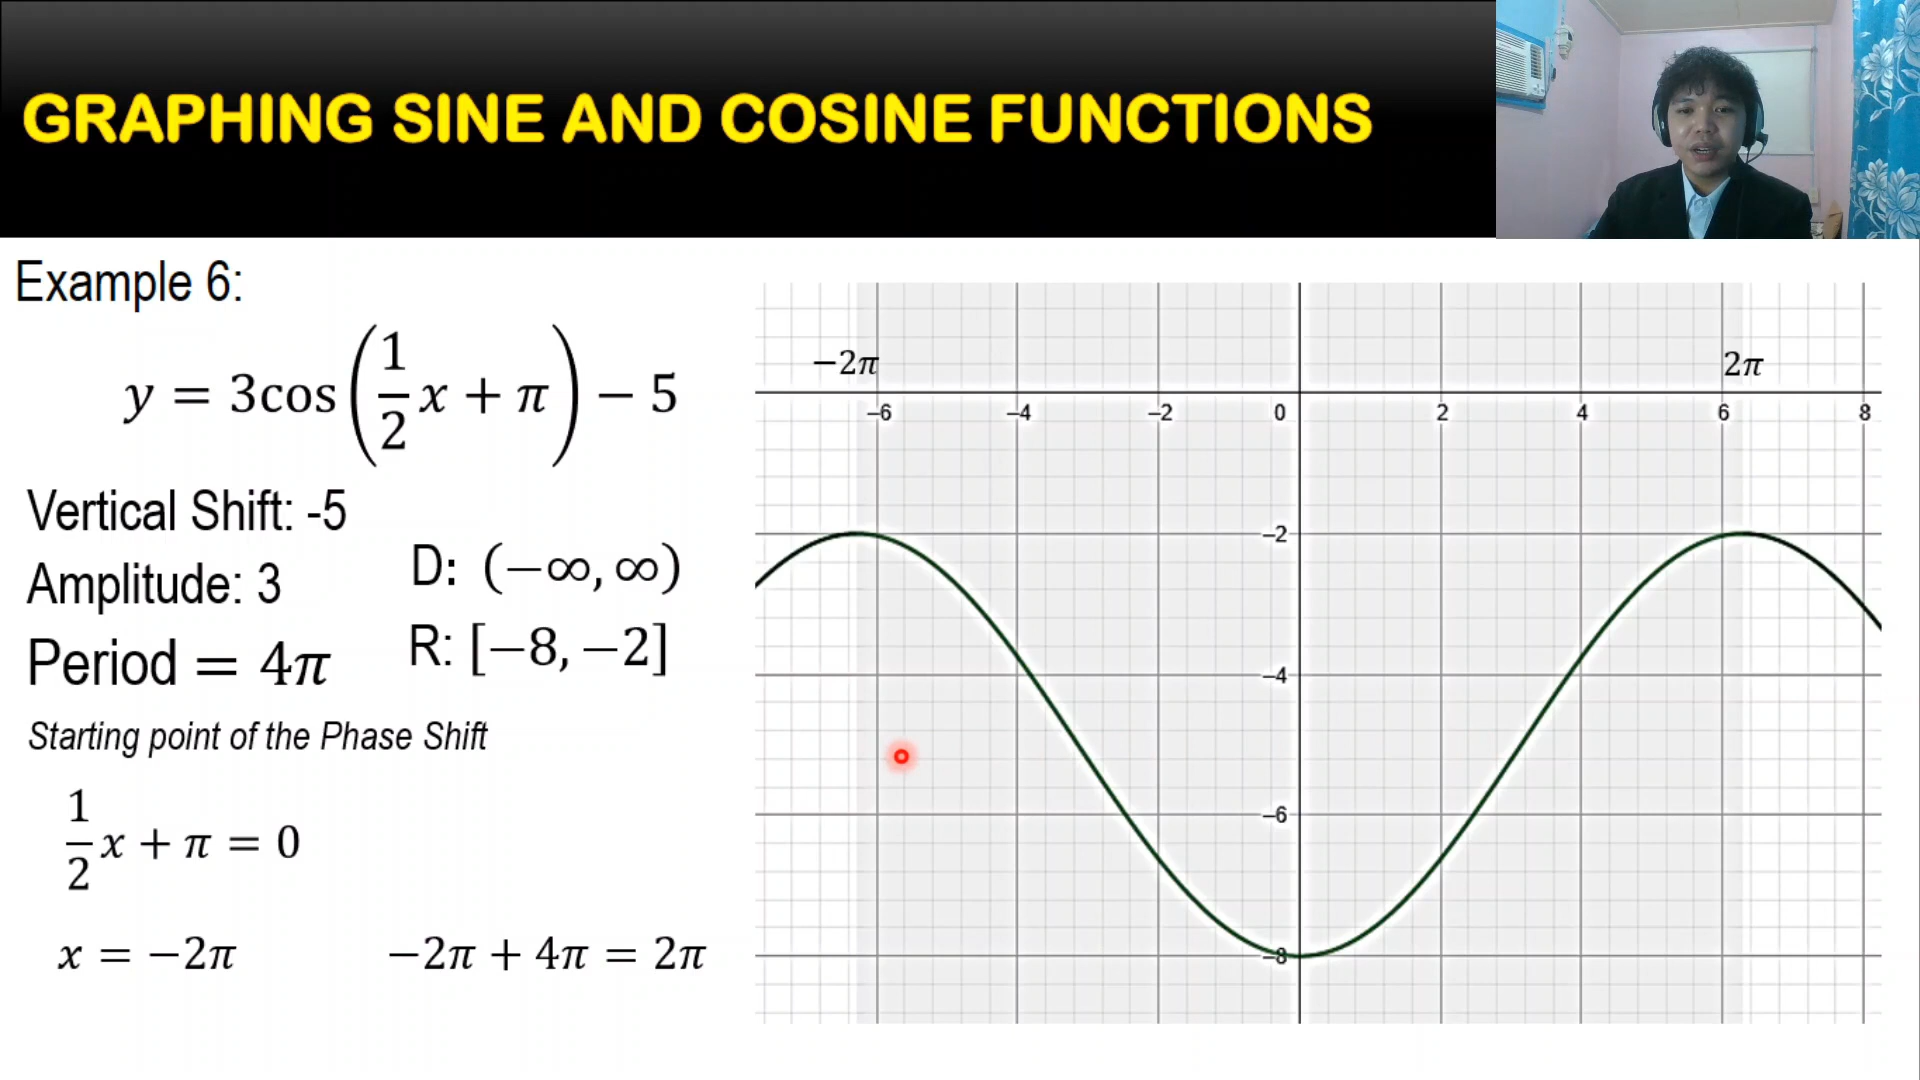 GRAPHING SINE AND COSINE FUNCTIONS
Example 6:
y = 3cos(1/2 x + π) − 5
Vertical Shift: -5
Amplitude: 3
Period = 4π
D: (−∞, ∞)
R: [−8, −2]
Starting point of the Phase Shift
1/2 x + π = 0
x = −2π
−2π + 4π = 2π
−2π
2π
−6 −4 −2 0 2 4 6 8
−2
−4
−6
−8